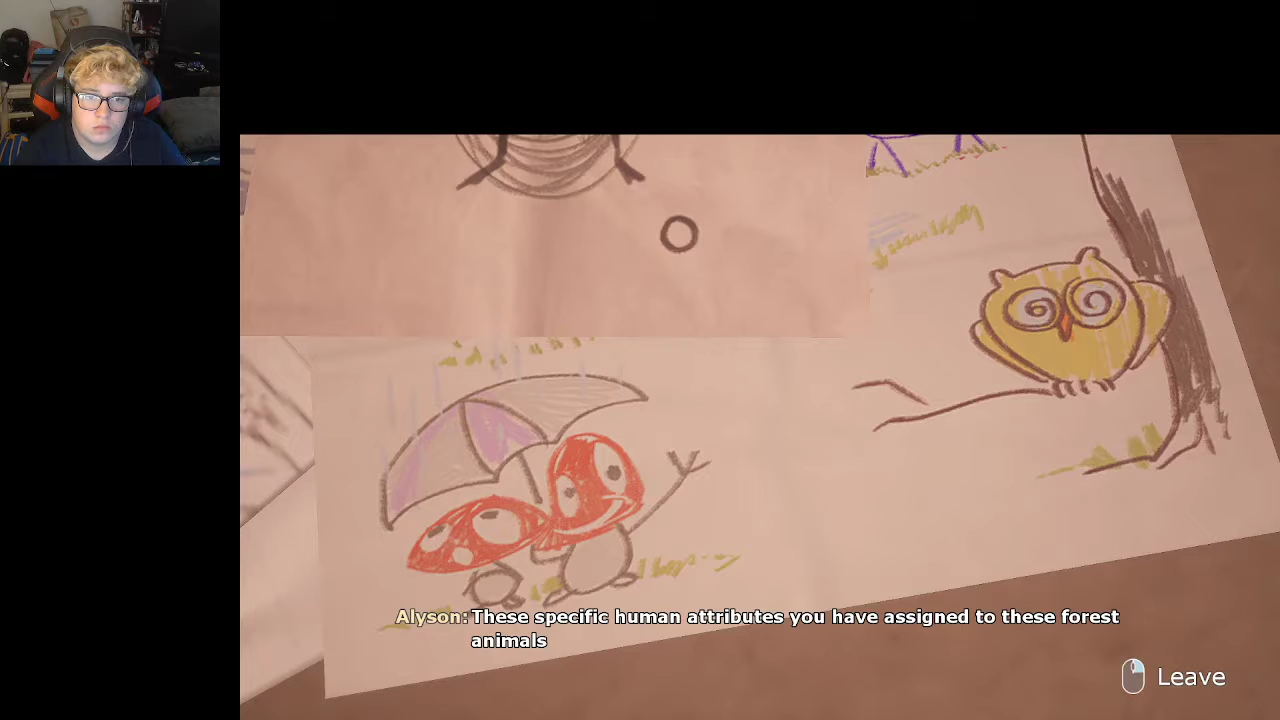 Alyson: These specific human attributes you have assigned to these forest
animals
Leave